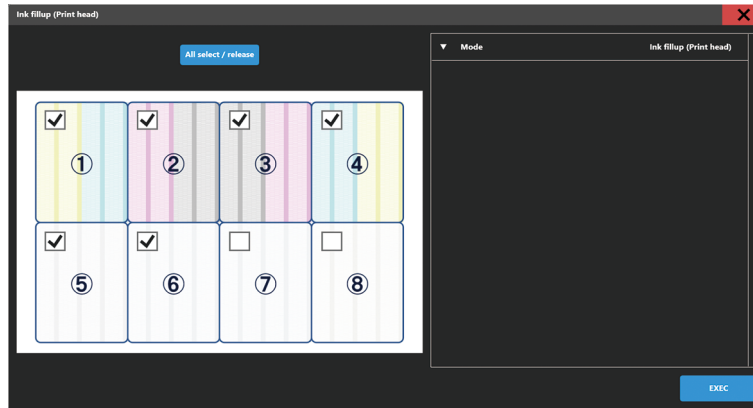 Ink fillup (Print head)
All select / release
▼ Mode Ink fillup (Print head)
① ② ③ ④
⑤ ⑥ ⑦ ⑧
EXEC